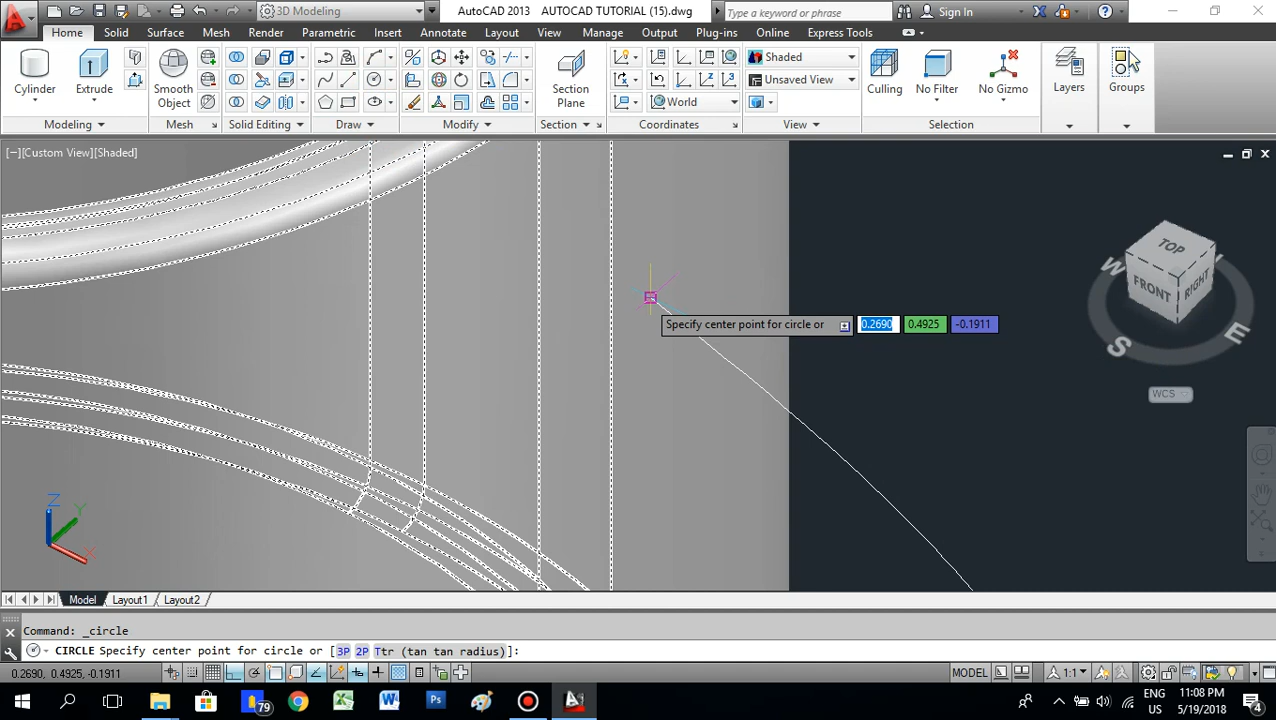 3D Modeling
Autodesk AutoCAD 2013 AUTOCAD TUTORIAL (15).dwg
Type a keyword or phrase
Sign In
Home Solid Surface Mesh Render Parametric Insert Annotate Layout View Manage Output Plug-ins Online Express Tools
Cylinder
Extrude
Smooth Object
Section Plane
Shaded
Unsaved View
World
Culling
No Filter
No Gizmo
Layers
Groups
Modeling Mesh Solid Editing Draw Modify Section Coordinates View Selection
[−][Custom View][Shaded]
TOP
FRONT
RIGHT
W
S
E
WCS
Specify center point for circle or 0.2690 0.4925 -0.1911
Z
Y
X
Model Layout1 Layout2
Command: _circle
CIRCLE Specify center point for circle or [3P 2P Ttr (tan tan radius)]:
0.2690, 0.4925, -0.1911
MODEL
1:1
79
X
W
Ps
ENG
US
11:08 PM
5/19/2018
4